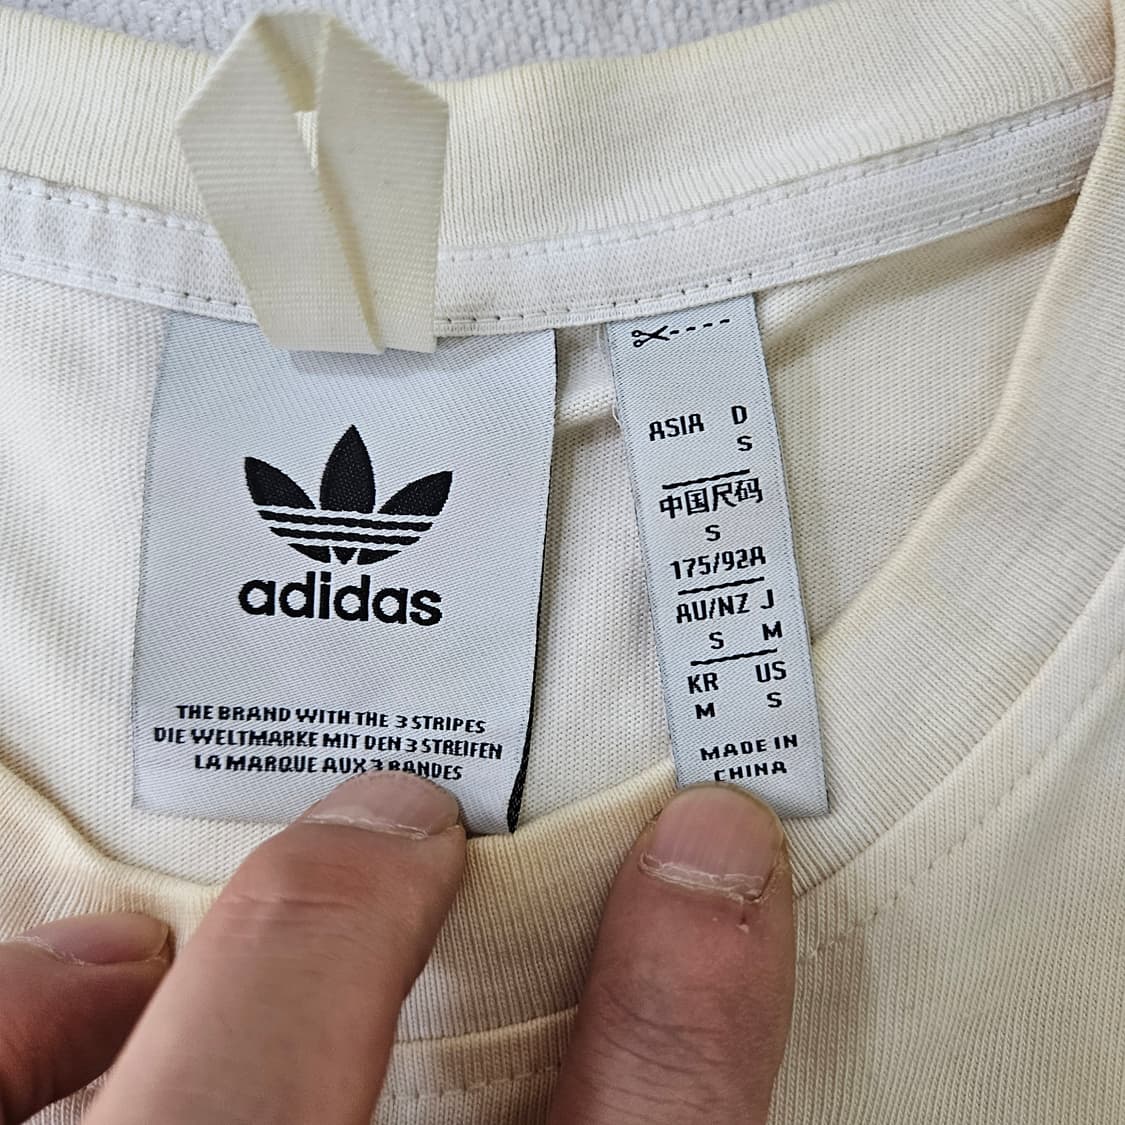 adidas
THE BRAND WITH THE 3 STRIPES
DIE WELTMARKE MIT DEN 3 STREIFEN
LA MARQUE AUX 3 BANDES
ASIA D
S
中国尺码
S
175/92A
AU/NZ J
S M
KR US
M S
MADE IN
CHINA